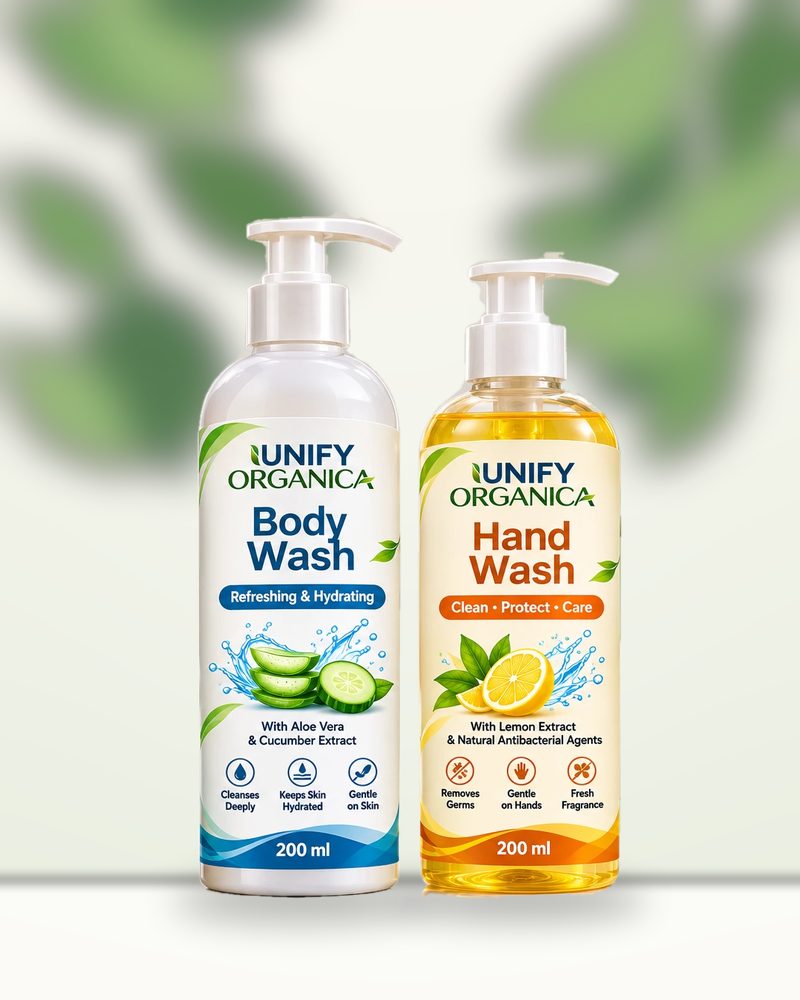 UNIFY
ORGANICA
Body
Wash
Refreshing & Hydrating
With Aloe Vera
& Cucumber Extract
Cleanses
Deeply
Keeps Skin
Hydrated
Gentle
on Skin
200 ml
UNIFY
ORGANICA
Hand
Wash
Clean • Protect • Care
With Lemon Extract
& Natural Antibacterial Agents
Removes
Germs
Gentle
on Hands
Fresh
Fragrance
200 ml